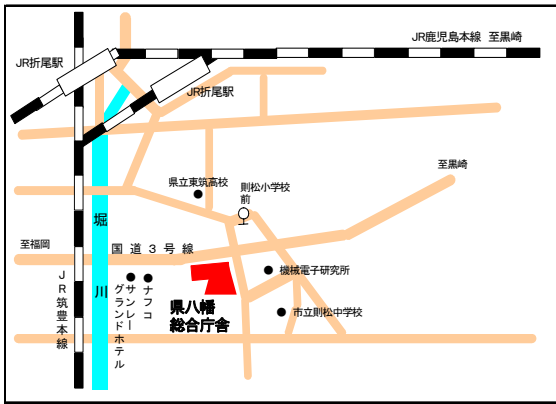 JR鹿児島本線 至黒崎
JR折尾駅
JR折尾駅
至黒崎
県立東筑高校
則松小学校
前
堀川
国道3号線
至福岡
機械電子研究所
JR筑豊本線
サンレー
グランドホテル
ナフコ
県八幡
総合庁舎
市立則松中学校